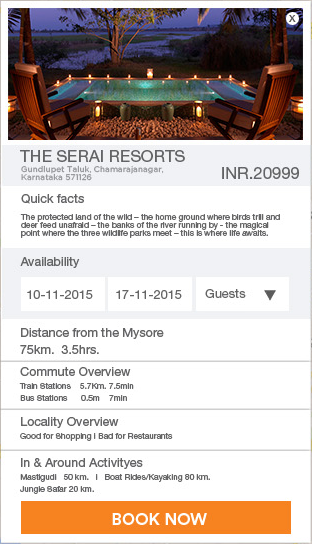 X
THE SERAI RESORTS
Gundlupet Taluk, Chamarajanagar,
Karnataka 571126
INR.20999
Quick facts
The protected land of the wild – the home ground where birds trill and
deer feed unafraid – the banks of the river running by - the magical
point where the three wildlife parks meet – this is where life awaits.
Availability
10-11-2015 17-11-2015 Guests
Distance from the Mysore
75km. 3.5hrs.
Commute Overview
Train Stations 5.7Km. 7.5min
Bus Stations 0.5m 7min
Locality Overview
Good for Shopping I Bad for Restaurants
In & Around Activityes
Mastigudi 50 km. I Boat Rides/Kayaking 80 km.
Jungle Safar 20 km.
BOOK NOW